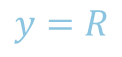 y = R